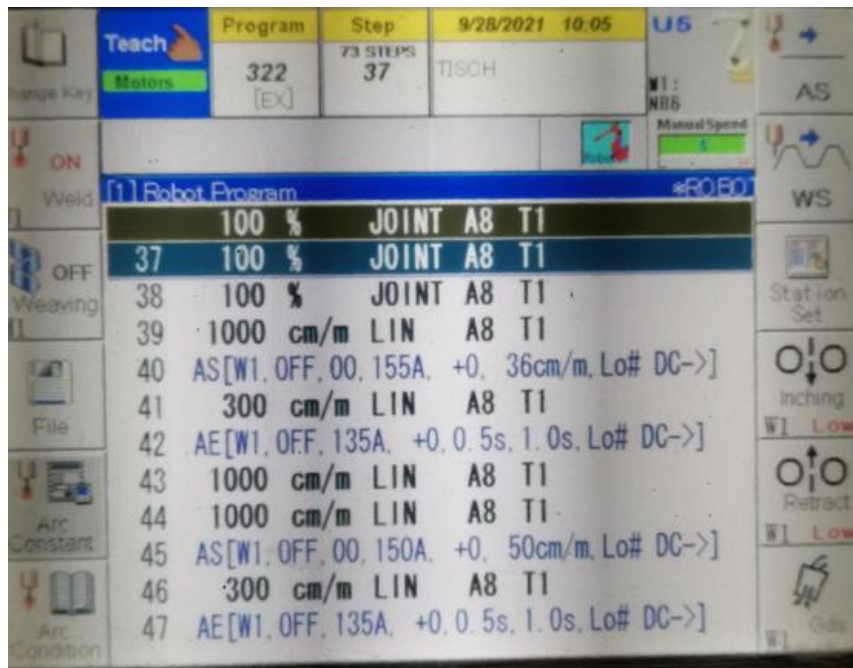 Teach
Motors
Program
322
[EX]
Step
73 STEPS
37
9/28/2021 10:05
TISCH
U5
W1:
NB6
Manual Speed
5
AS
ON
Weld
WS
OFF
Weaving
Station
Set
File
Inching
W1 Low
Arc
Constant
Retract
W1 Low
Arc
Condition
Gas
W1
[1] Robot Program
100 % JOINT A8 T1
37 100 % JOINT A8 T1
38 100 % JOINT A8 T1
39 1000 cm/m LIN A8 T1
40 AS[W1,OFF,00,155A, +0, 36cm/m,Lo# DC->]
41 300 cm/m LIN A8 T1
42 AE[W1,OFF,135A, +0,0.5s,1.0s,Lo# DC->]
43 1000 cm/m LIN A8 T1
44 1000 cm/m LIN A8 T1
45 AS[W1,OFF,00,150A, +0, 50cm/m,Lo# DC->]
46 300 cm/m LIN A8 T1
47 AE[W1,OFF,135A, +0,0.5s,1.0s,Lo# DC->]